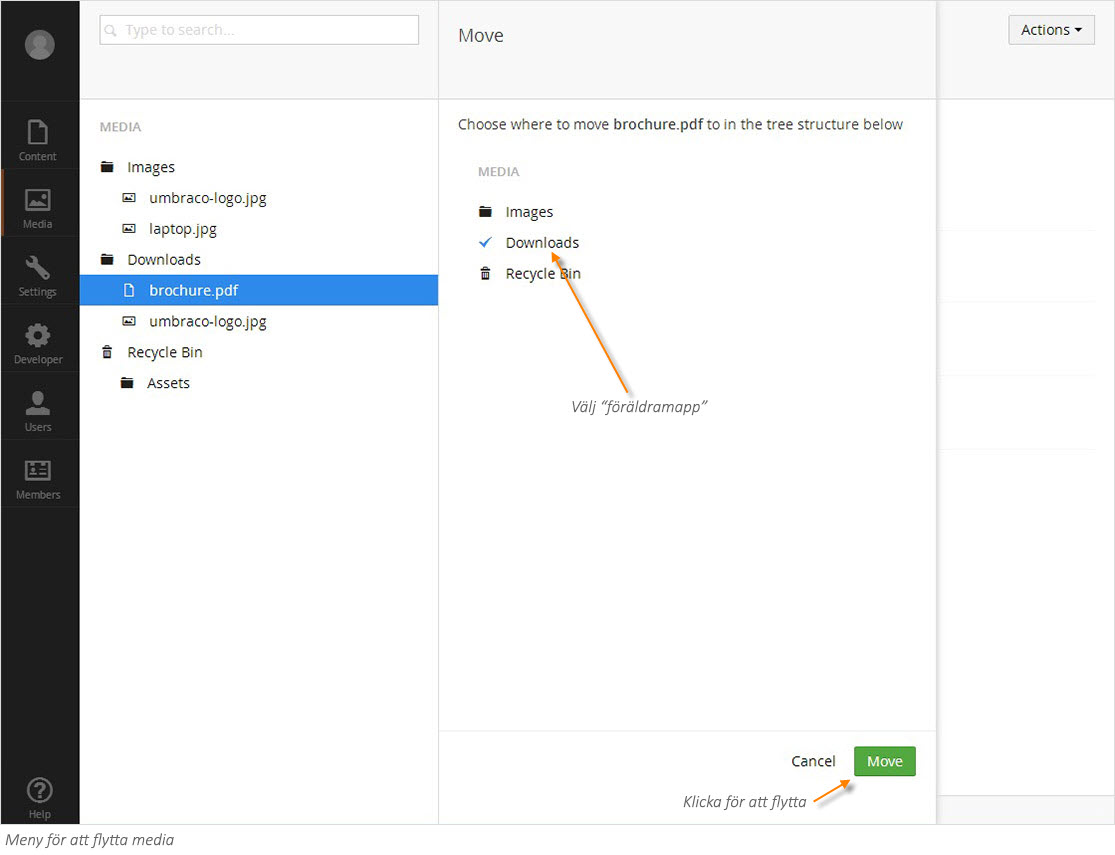 Type to search...
Move
Actions
Content
Media
Settings
Developer
Users
Members
Help
MEDIA
Images
umbraco-logo.jpg
laptop.jpg
Downloads
brochure.pdf
umbraco-logo.jpg
Recycle Bin
Assets
Choose where to move brochure.pdf to in the tree structure below
MEDIA
Images
Downloads
Recycle Bin
Välj “föräldramapp”
Cancel
Move
Klicka för att flytta
Meny för att flytta media